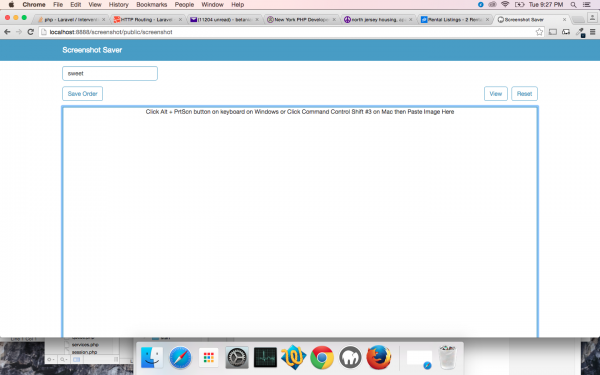 Chrome File Edit View History Bookmarks People Window Help
Tue 9:27 PM
php - Laravel / Interven
HTTP Routing - Laravel
(11204 unread) - betanc
New York PHP Develop
north jersey housing, ap
Rental Listings - 2 Roo
Screenshot Saver
localhost:8888/screenshot/public/screenshot
Screenshot Saver
sweet
Save Order View Reset
Click Alt + PrtScn button on keyboard on Windows or Click Command Control Shift #3 on Mac then Paste Image Here
services.php
session.php